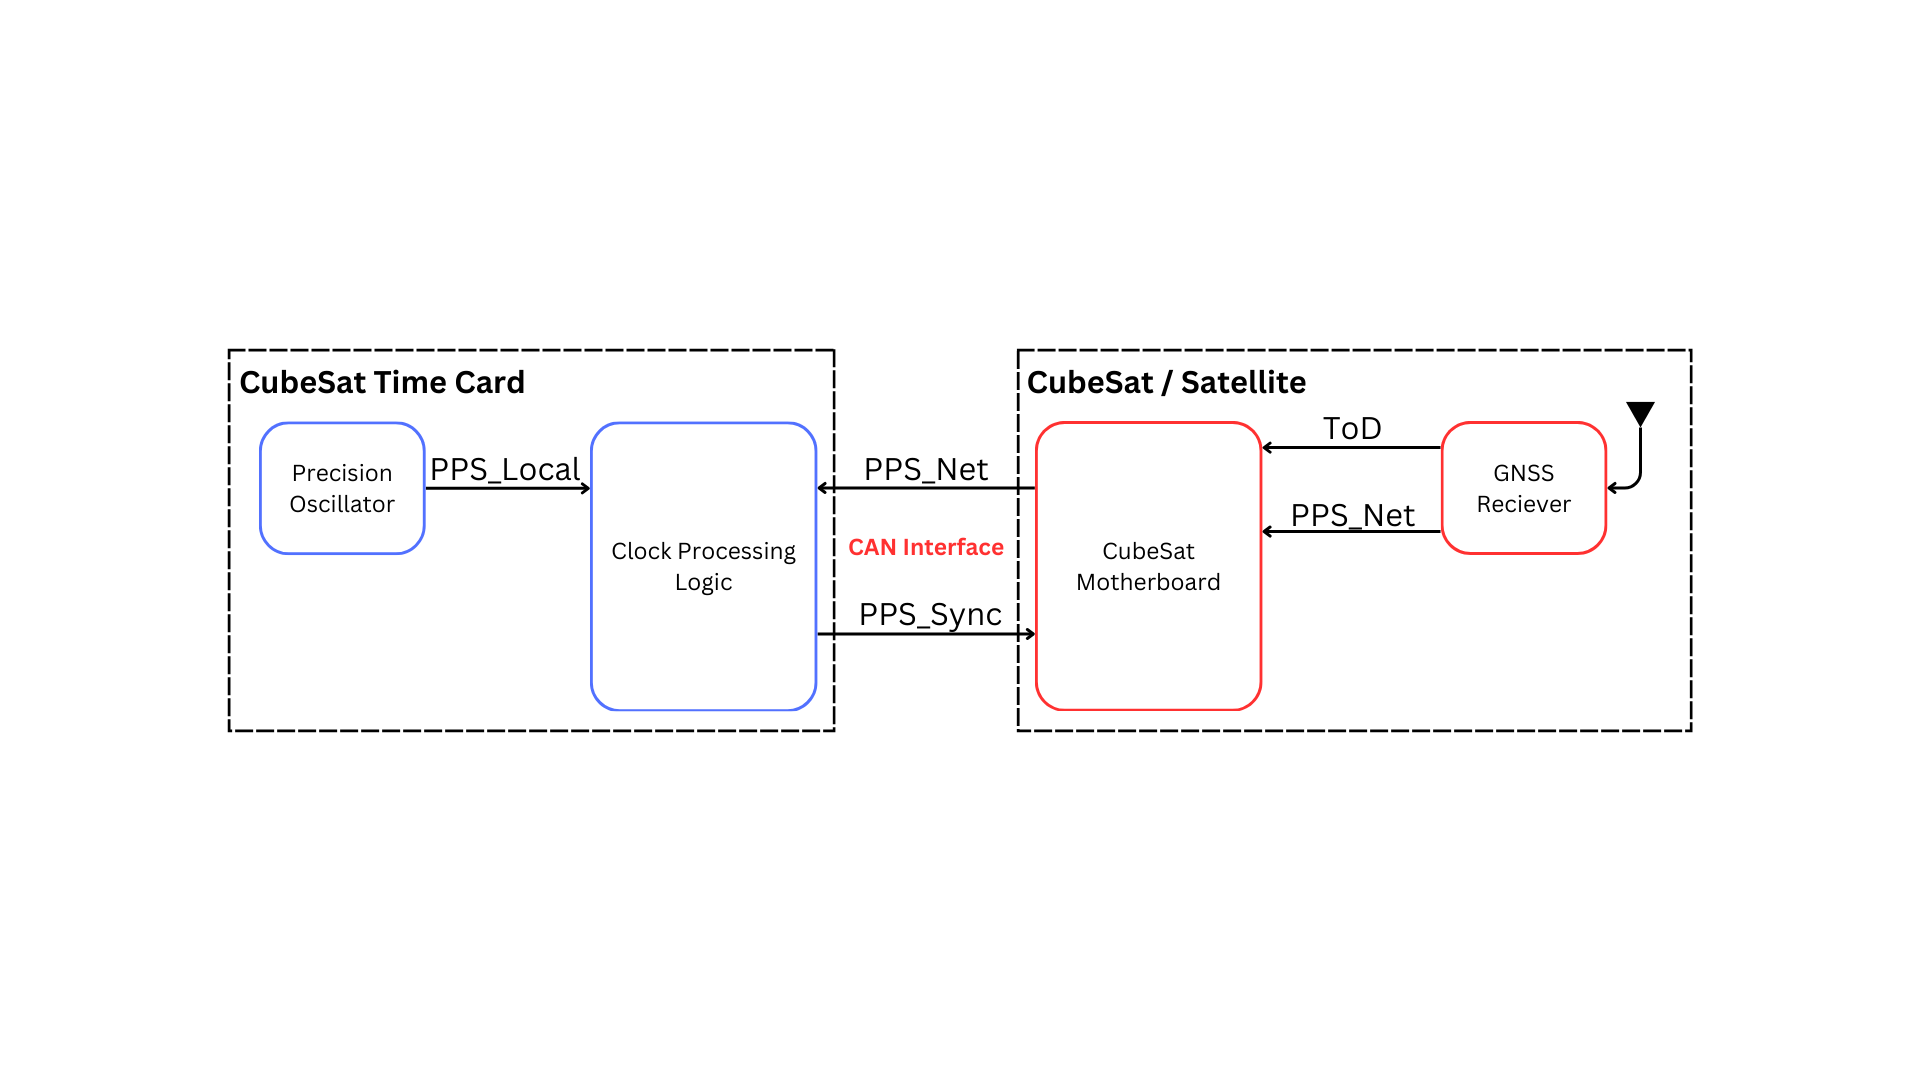 CubeSat Time Card
Precision
Oscillator
PPS_Local
Clock Processing
Logic
PPS_Net
CAN Interface
PPS_Sync
CubeSat / Satellite
CubeSat
Motherboard
ToD
PPS_Net
GNSS
Reciever